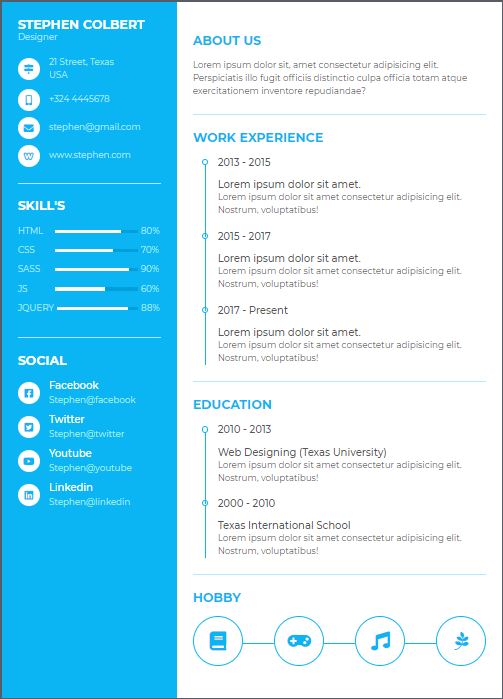 STEPHEN COLBERT
Designer
21 Street, Texas
USA
+324 4445678
stephen@gmail.com
www.stephen.com
SKILL'S
HTML 80%
CSS 70%
SASS 90%
JS 60%
JQUERY 88%
SOCIAL
Facebook
Stephen@facebook
Twitter
Stephen@twitter
Youtube
Stephen@youtube
Linkedin
Stephen@linkedin
ABOUT US
Lorem ipsum dolor sit, amet consectetur adipisicing elit.
Perspiciatis illo fugit officiis distinctio culpa officia totam atque
exercitationem inventore repudiandae?
WORK EXPERIENCE
2013 - 2015
Lorem ipsum dolor sit amet.
Lorem ipsum dolor sit amet consectetur adipisicing elit.
Nostrum, voluptatibus!
2015 - 2017
Lorem ipsum dolor sit amet.
Lorem ipsum dolor sit amet consectetur adipisicing elit.
Nostrum, voluptatibus!
2017 - Present
Lorem ipsum dolor sit amet.
Lorem ipsum dolor sit amet consectetur adipisicing elit.
Nostrum, voluptatibus!
EDUCATION
2010 - 2013
Web Designing (Texas University)
Lorem ipsum dolor sit amet consectetur adipisicing elit.
Nostrum, voluptatibus!
2000 - 2010
Texas International School
Lorem ipsum dolor sit amet consectetur adipisicing elit.
Nostrum, voluptatibus!
HOBBY